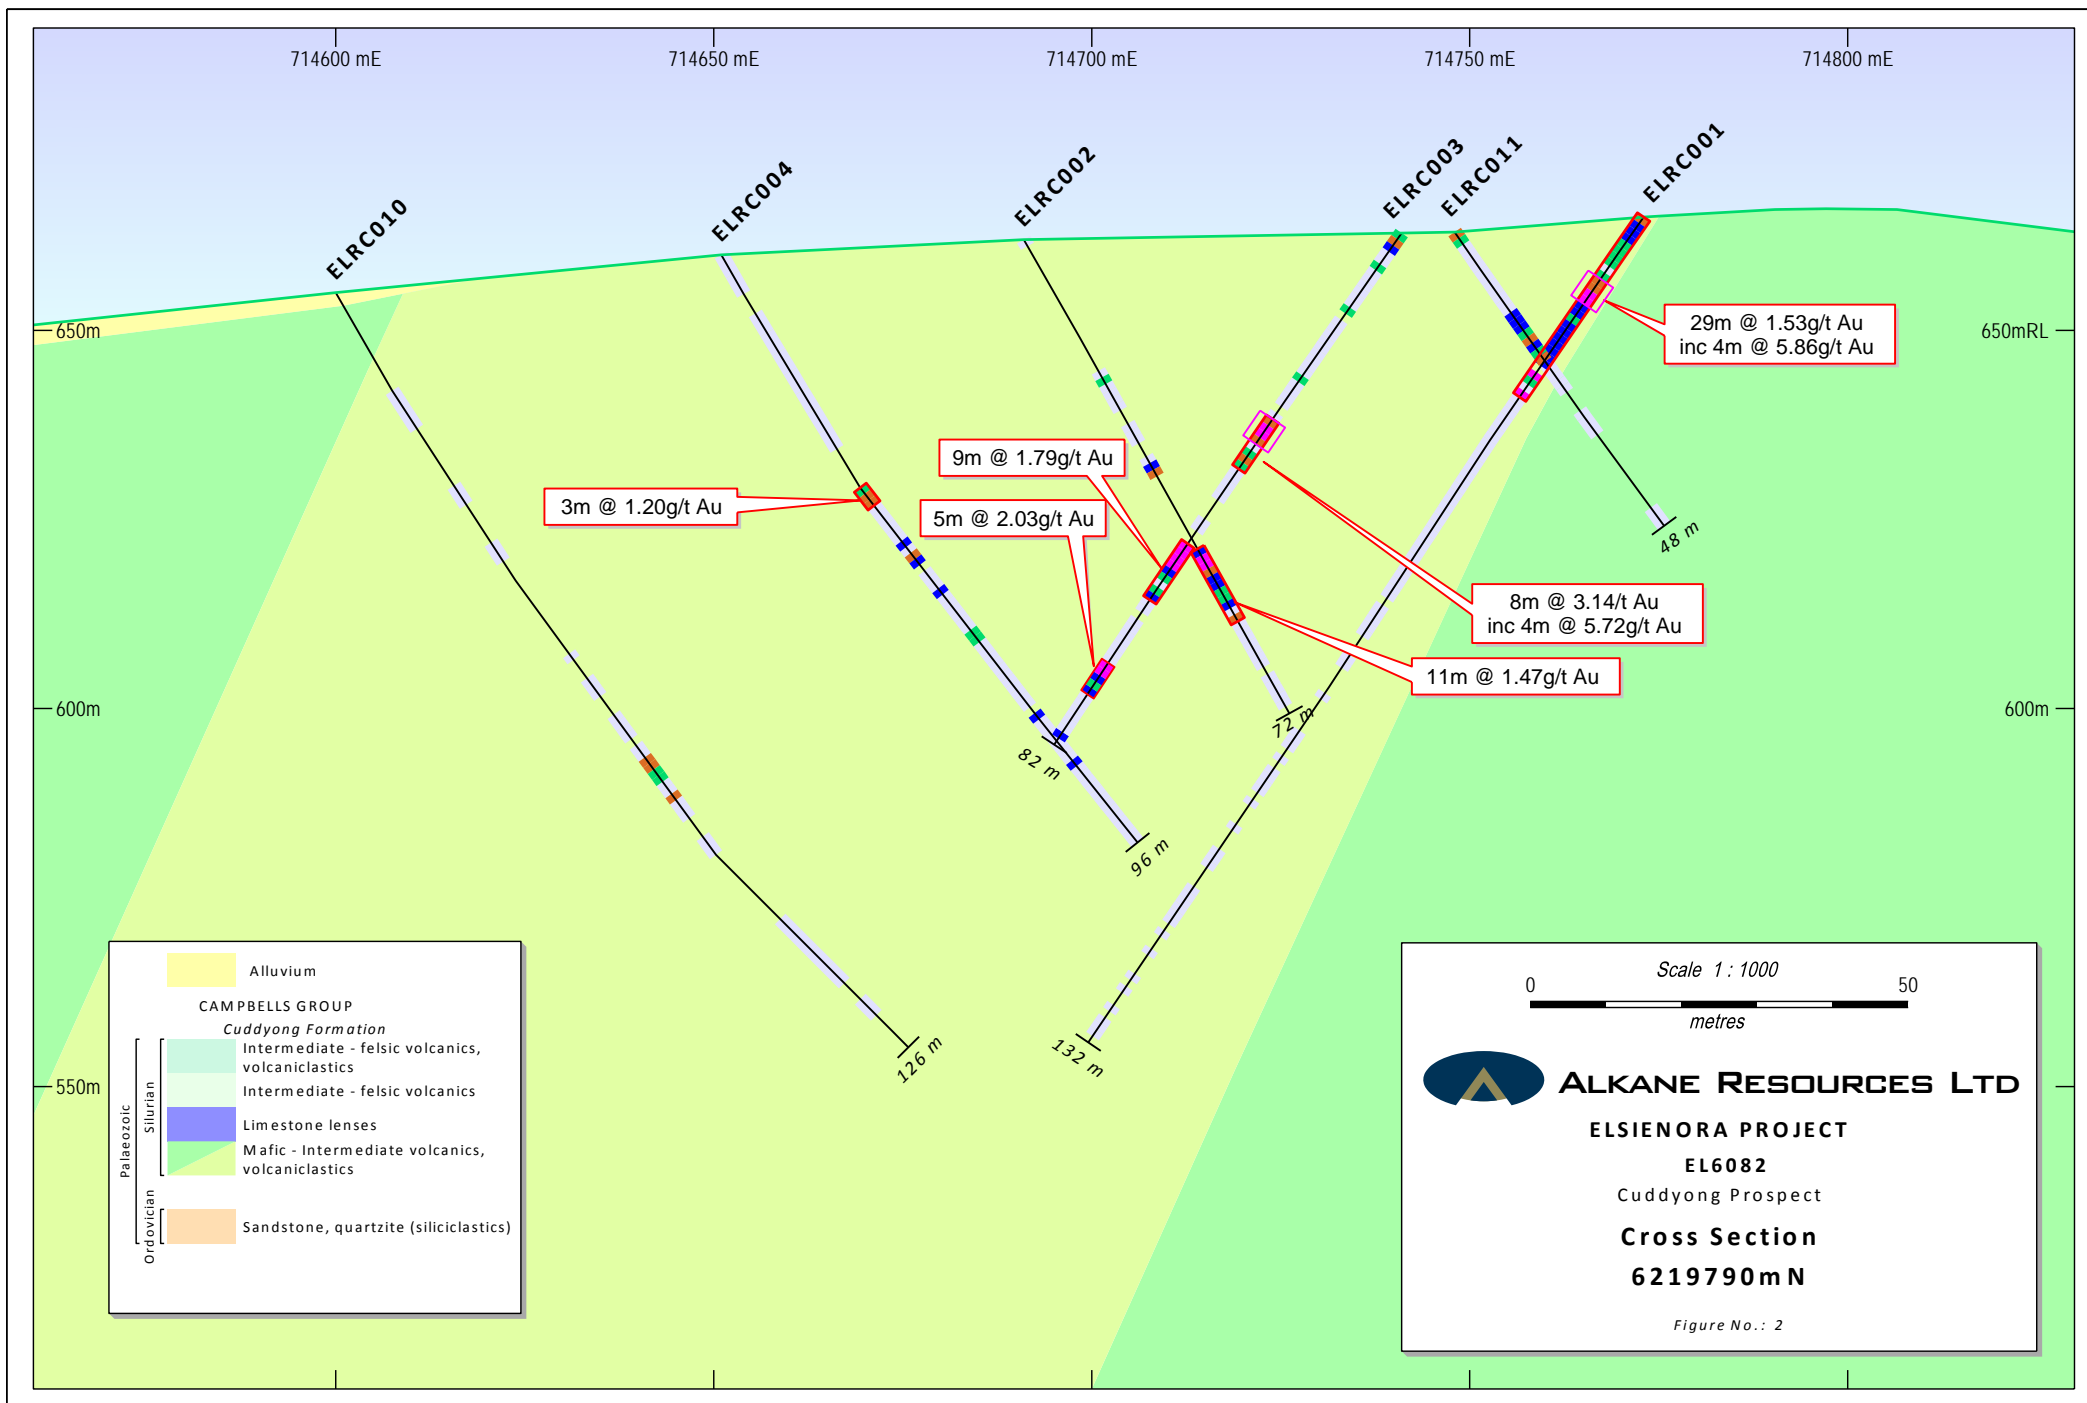 714600 mE
714650 mE
714700 mE
714750 mE
714800 mE
ELRC010
ELRC004
ELRC002
ELRC003
ELRC011
ELRC001
650m
650mRL
29m @ 1.53g/t Au
inc 4m @ 5.86g/t Au
9m @ 1.79g/t Au
3m @ 1.20g/t Au
5m @ 2.03g/t Au
48 m
8m @ 3.14/t Au
inc 4m @ 5.72g/t Au
11m @ 1.47g/t Au
600m
600m
72 m
82 m
96 m
126 m
132 m
550m
Alluvium
CAMPBELLS GROUP
Cuddyong Formation
Intermediate - felsic volcanics,
volcaniclastics
Intermediate - felsic volcanics
Limestone lenses
Mafic - Intermediate volcanics,
volcaniclastics
Sandstone, quartzite (siliciclastics)
Palaeozoic
Silurian
Ordovician
Scale 1 : 1000
0 50
metres
ALKANE RESOURCES LTD
ELSIENORA PROJECT
EL6082
Cuddyong Prospect
Cross Section
6219790mN
Figure No.: 2